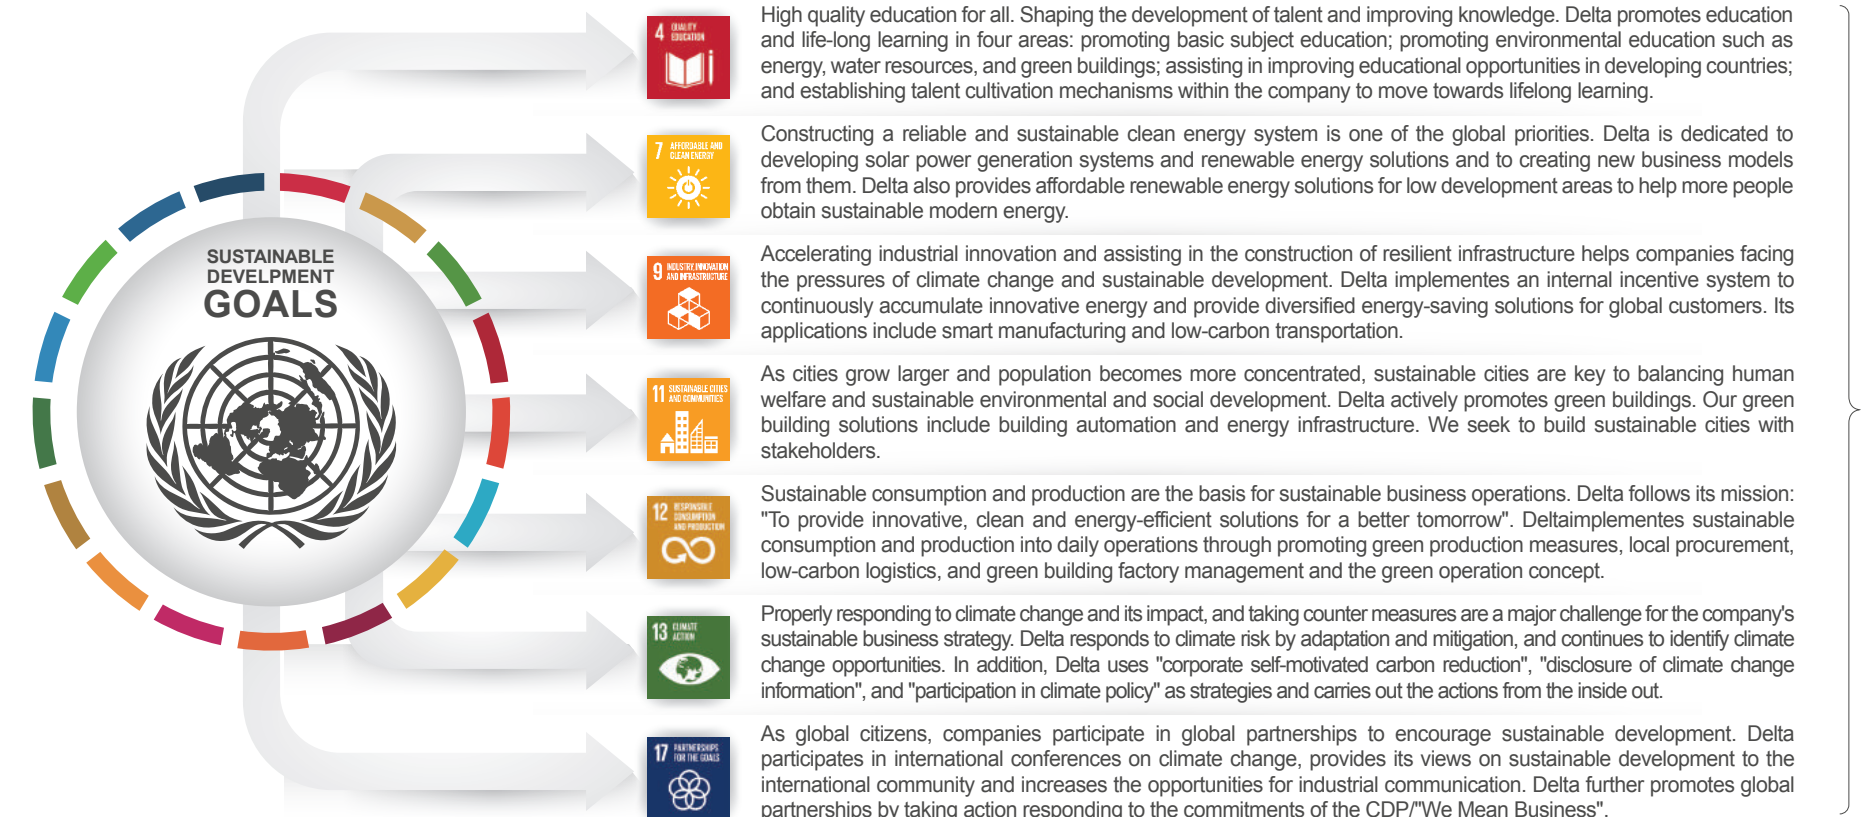 SUSTAINABLE
DEVELPMENT
GOALS
4 QUALITY
EDUCATION
High quality education for all. Shaping the development of talent and improving knowledge. Delta promotes education
and life-long learning in four areas: promoting basic subject education; promoting environmental education such as
energy, water resources, and green buildings; assisting in improving educational opportunities in developing countries;
and establishing talent cultivation mechanisms within the company to move towards lifelong learning.
7 AFFORDABLE AND
CLEAN ENERGY
Constructing a reliable and sustainable clean energy system is one of the global priorities. Delta is dedicated to
developing solar power generation systems and renewable energy solutions and to creating new business models
from them. Delta also provides affordable renewable energy solutions for low development areas to help more people
obtain sustainable modern energy.
9 INDUSTRY, INNOVATION
AND INFRASTRUCTURE
Accelerating industrial innovation and assisting in the construction of resilient infrastructure helps companies facing
the pressures of climate change and sustainable development. Delta implementes an internal incentive system to
continuously accumulate innovative energy and provide diversified energy-saving solutions for global customers. Its
applications include smart manufacturing and low-carbon transportation.
11 SUSTAINABLE CITIES
AND COMMUNITIES
As cities grow larger and population becomes more concentrated, sustainable cities are key to balancing human
welfare and sustainable environmental and social development. Delta actively promotes green buildings. Our green
building solutions include building automation and energy infrastructure. We seek to build sustainable cities with
stakeholders.
12 RESPONSIBLE
CONSUMPTION
AND PRODUCTION
Sustainable consumption and production are the basis for sustainable business operations. Delta follows its mission:
"To provide innovative, clean and energy-efficient solutions for a better tomorrow". Deltaimplementes sustainable
consumption and production into daily operations through promoting green production measures, local procurement,
low-carbon logistics, and green building factory management and the green operation concept.
13 CLIMATE
ACTION
Properly responding to climate change and its impact, and taking counter measures are a major challenge for the company's
sustainable business strategy. Delta responds to climate risk by adaptation and mitigation, and continues to identify climate
change opportunities. In addition, Delta uses "corporate self-motivated carbon reduction", "disclosure of climate change
information", and "participation in climate policy" as strategies and carries out the actions from the inside out.
17 PARTNERSHIPS
FOR THE GOALS
As global citizens, companies participate in global partnerships to encourage sustainable development. Delta
participates in international conferences on climate change, provides its views on sustainable development to the
international community and increases the opportunities for industrial communication. Delta further promotes global
partnerships by taking action responding to the commitments of the CDP/"We Mean Business".